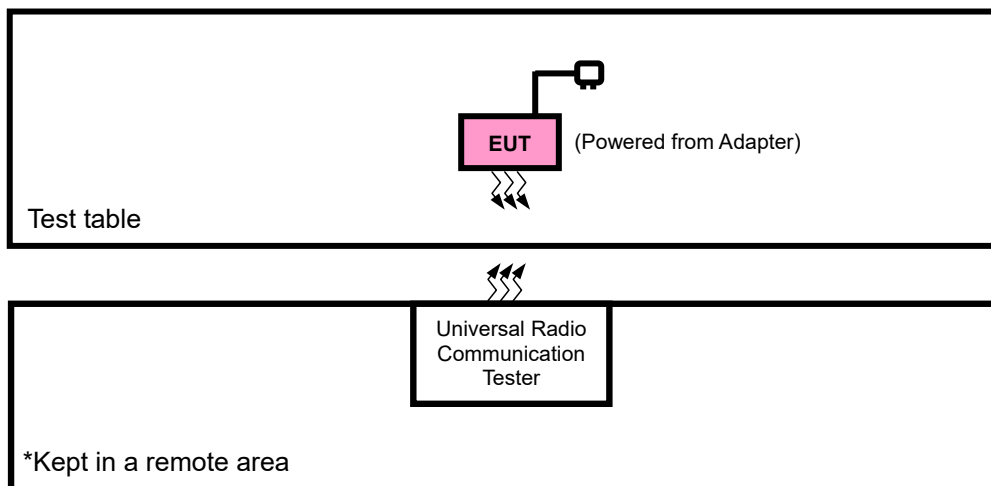 EUT
(Powered from Adapter)
Test table
Universal Radio
Communication
Tester
*Kept in a remote area